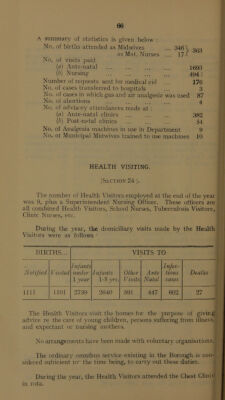 66
A summary of statistics is given below :
No. of births attended as Midwives ... 346 } 363
as Mat. Nurses ... 17 }
No. of visits paid
(a) Ante-natal ... ... ... 1693
(b) Nursing ... ... ... 4941
Number of requests sent for medical aid 176
No. of cases transferred to hospitals 3
No. of cases in which gas and air analgesia was used 87
No. of abortions ... ... ... 4
No. of advisory attendances made at :
(a) Ante-natal clinics ... ... 382
(b) Post-natal clinics ... ... 14
No. of Analgesia machines in use in Department 9
No. of Municipal Midwives trained to use machines 10
HEALTH VISITING.
(SECTION 24).
The number of Health Visitors employed at the end of the year
was 9, plus a Superintendent Nursing Officer. These officers are
all combined Health Visitors, School Nurses, Tuberculosis Visitors,
Clinic Nurses, etc.
During the year, the domiciliary visits made by the Health
Visitors were as follows :
BIRTHS... VISITS TO
Notified Visited Infants under 1 year Infants 1-5 yrs. Other Visits Ante Natal Infectious cases Deaths
1111 1101 2739 2640 391 447 602 27
The Health Visitors visit the homes for the purpose of giving
advice re the care of young children, persons suffering from illness,
and expectant or nursing mothers.
No arrangements have been made with voluntary organisations.
The ordinary omnibus service existing in the Borough is con-
sidered sufficient for the time being, to carry out these duties.
During the year, the Health Visitors attended the Chest Clinic
in rota.